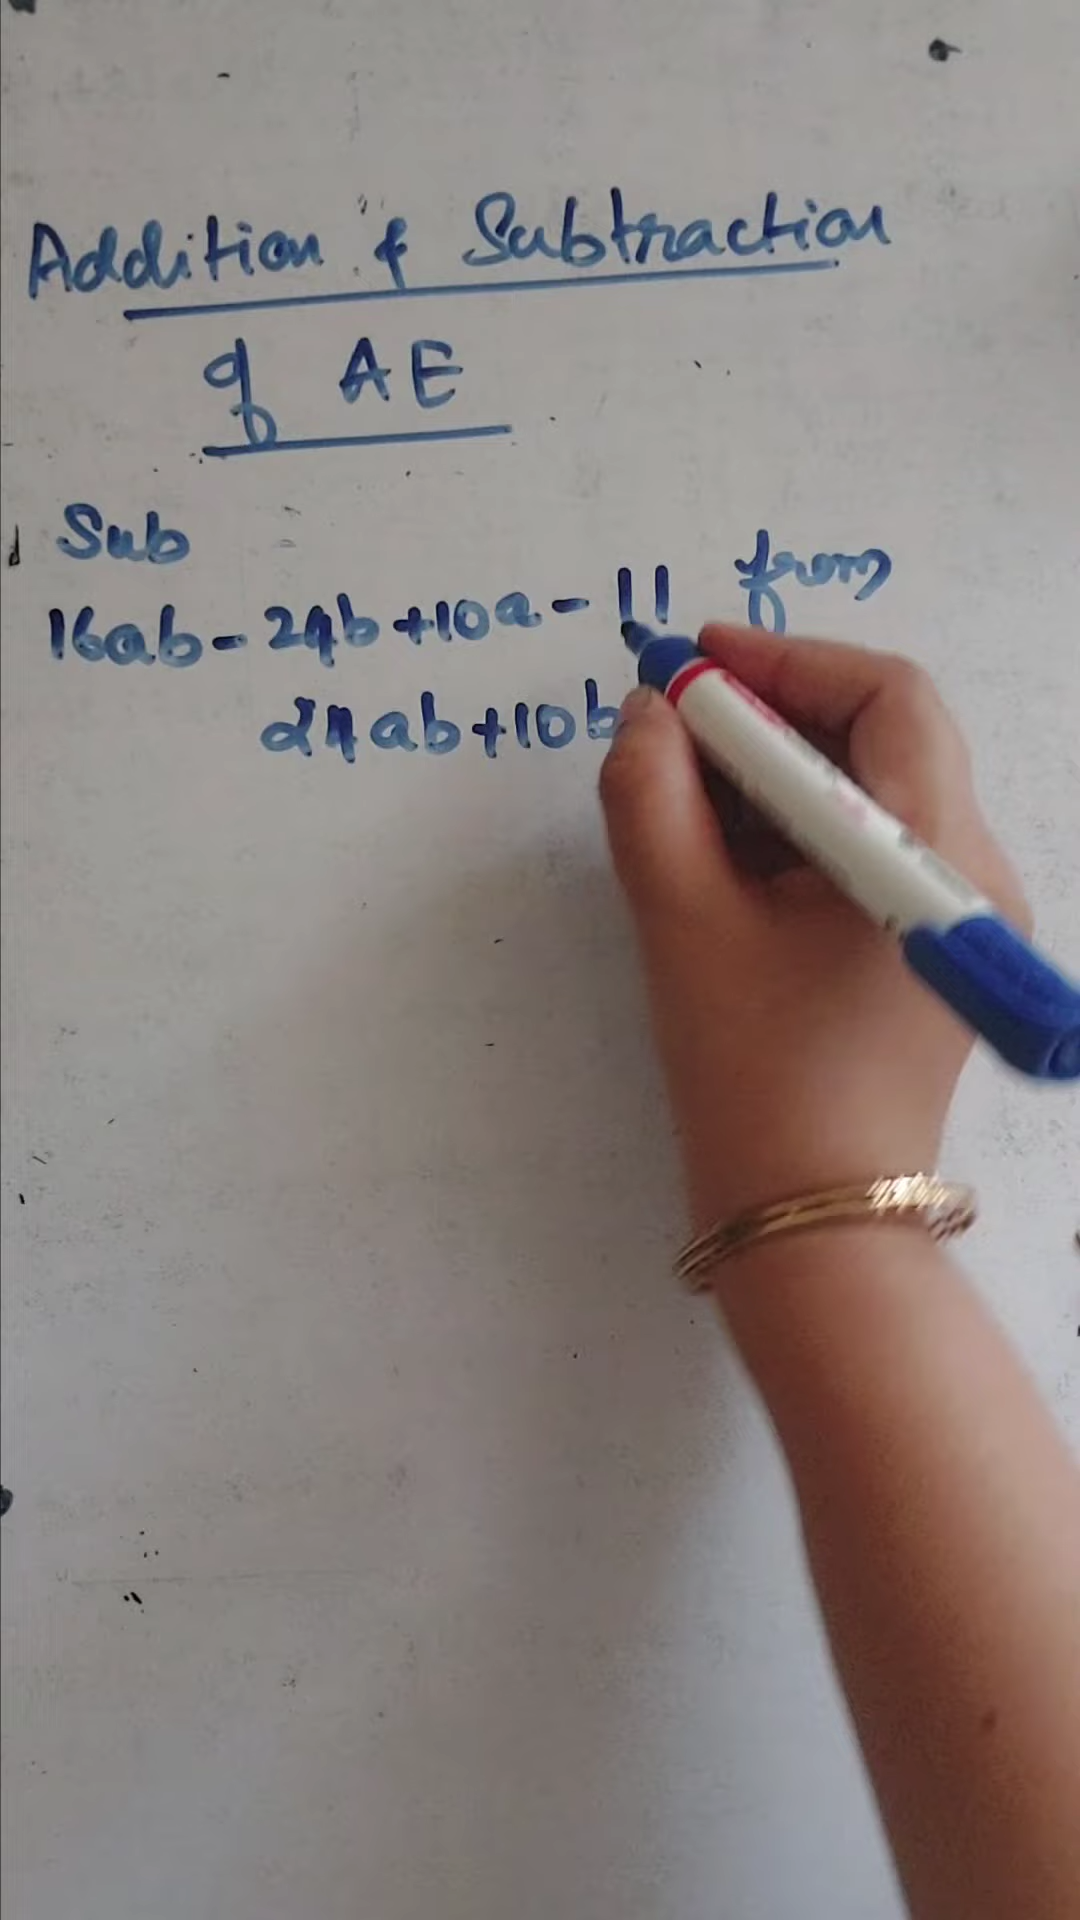 Addition & Subtraction
of AE
Sub
16ab - 24b + 10a - 11 from
24ab + 10b